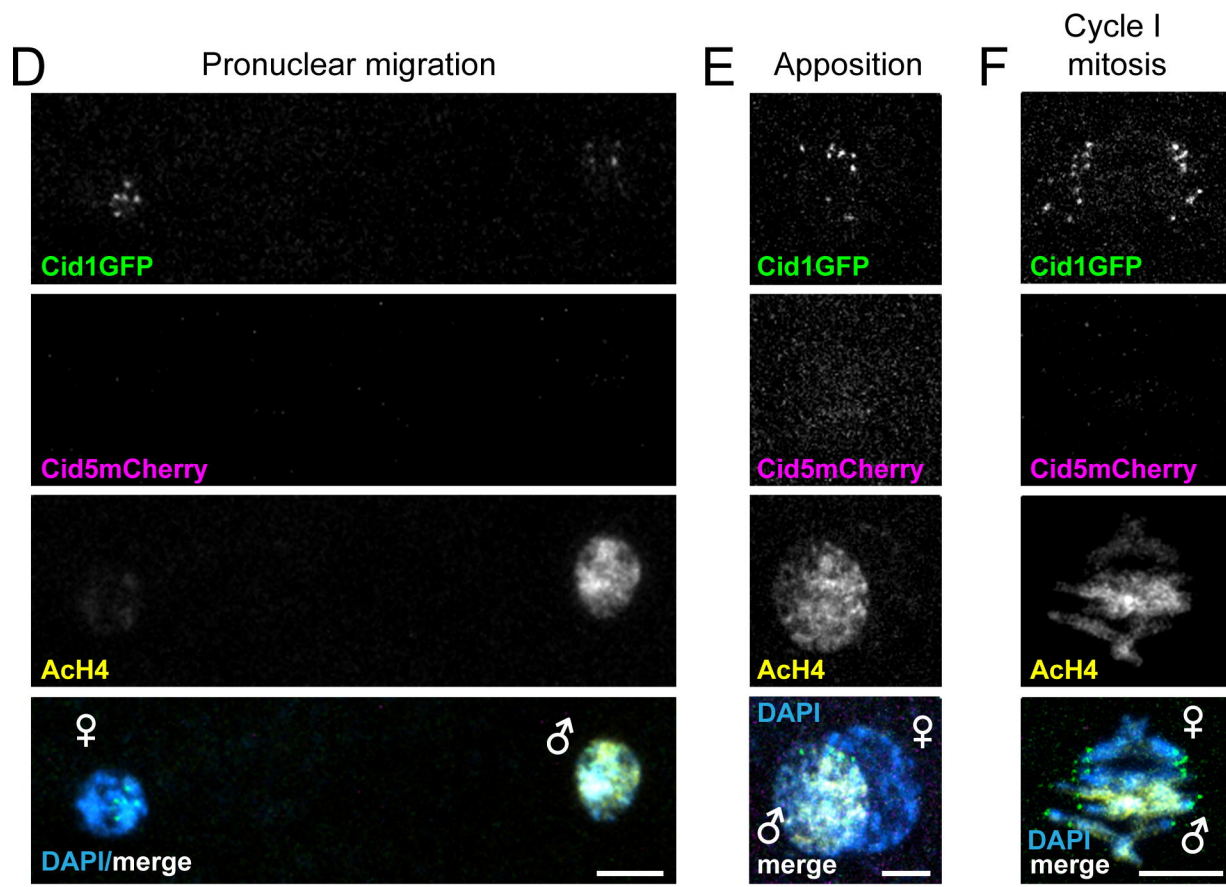 D
Pronuclear migration
Cid1GFP
Cid5mCherry
AcH4
♀
♂
DAPI/merge
E
Apposition
Cid1GFP
Cid5mCherry
AcH4
DAPI
♀
♂
merge
F
Cycle I
mitosis
Cid1GFP
Cid5mCherry
AcH4
♀
♂
DAPI
merge